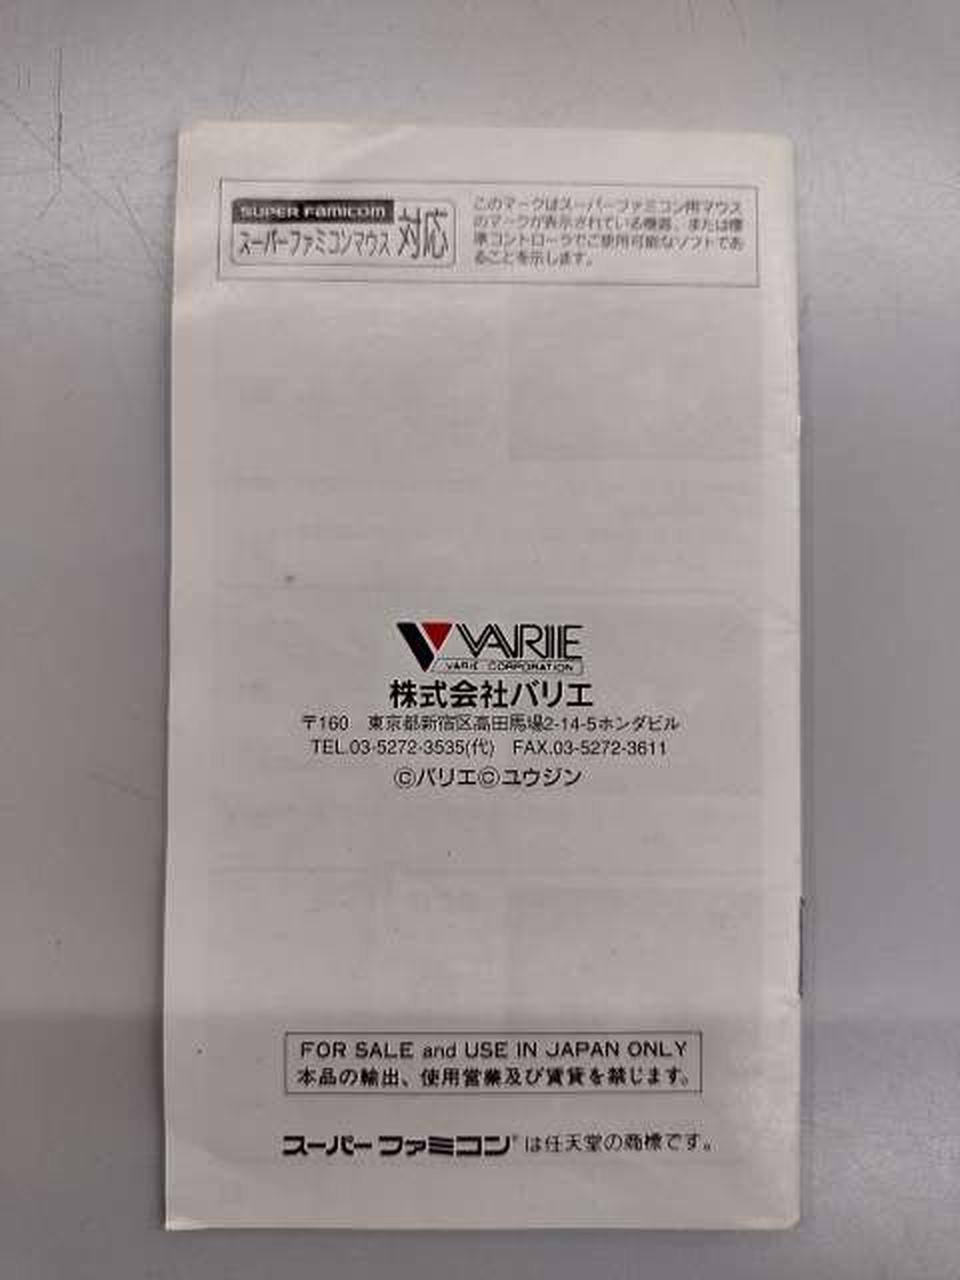 SUPER FAMICOM
スーパーファミコンマウス 対応
このマークはスーパーファミコン用マウス
のマークが表示されている機器、または標
準コントローラでご使用可能なソフトであ
ることを示します。
VARIE
VARIE CORPORATION
株式会社バリエ
〒160 東京都新宿区高田馬場2-14-5ホンダビル
TEL.03-5272-3535(代) FAX.03-5272-3611
©バリエ©ユウジン
FOR SALE and USE IN JAPAN ONLY
本品の輸出、使用営業及び賃貸を禁じます。
スーパーファミコン®は任天堂の商標です。